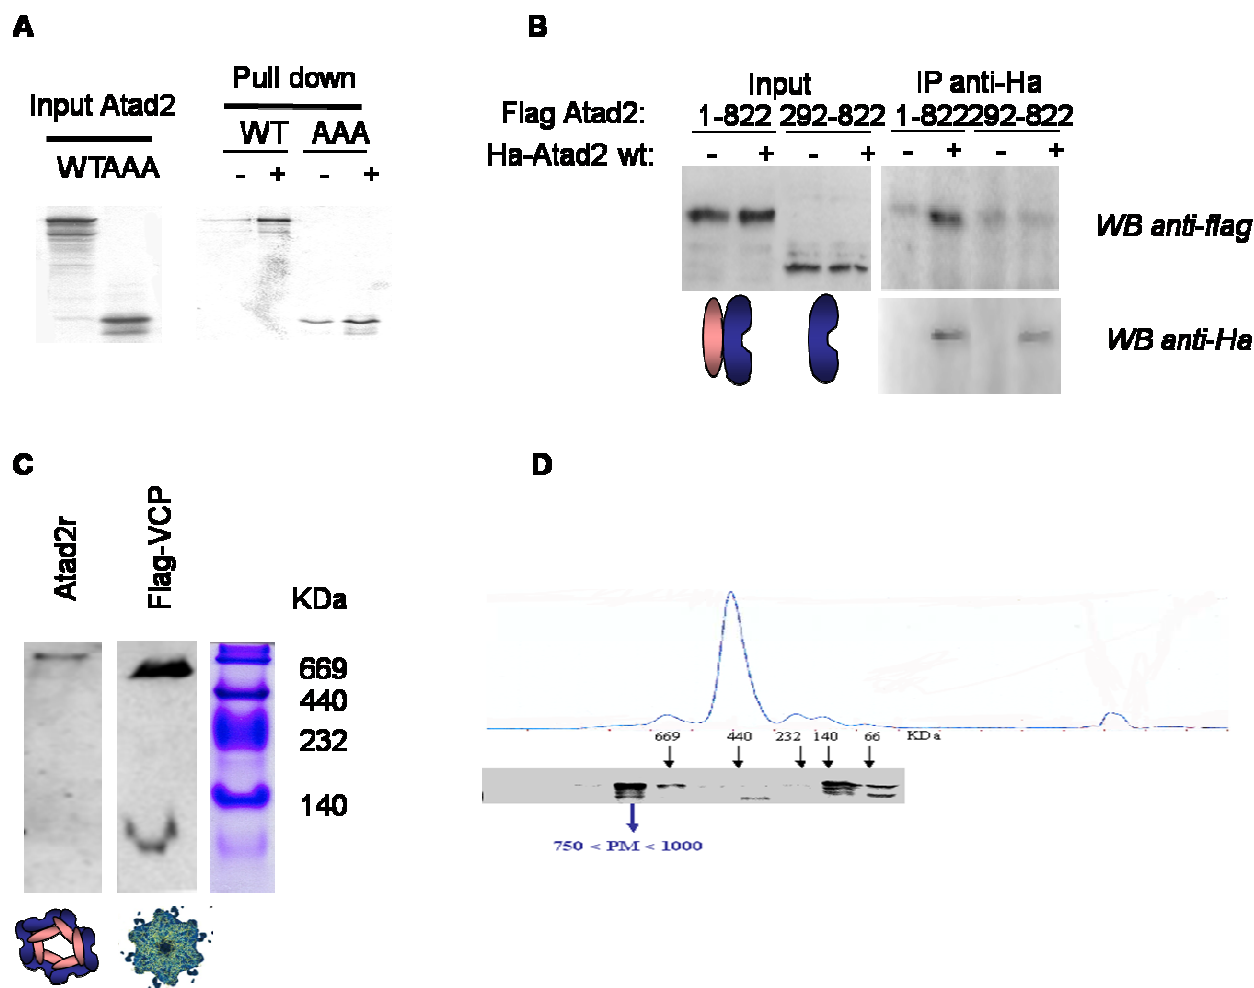 A
Pull down
Input Atad2
WT AAA
WTAAA
- + - +
B
Input IP anti-Ha
Flag Atad2: 1-822 292-822 1-822292-822
Ha-Atad2 wt: - + - + - + - +
WB anti-flag
WB anti-Ha
C
Atad2r
Flag-VCP
KDa
669
440
232
140
D
669 440 232 140 66 KDa
750 < PM < 1000